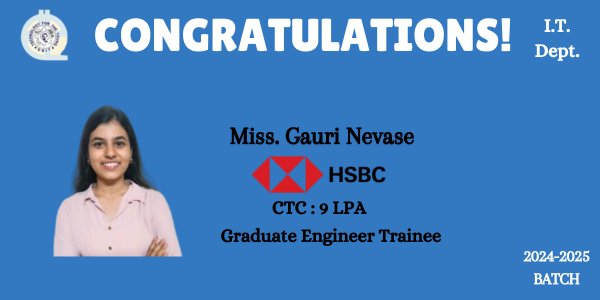 CONGRATULATIONS!
I.T.
Dept.
Miss. Gauri Nevase
HSBC
CTC : 9 LPA
Graduate Engineer Trainee
2024-2025
BATCH